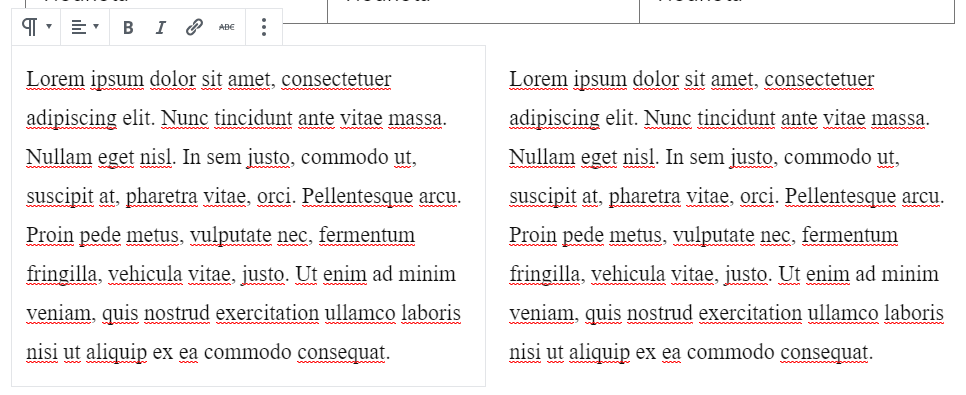 ABC
Lorem ipsum dolor sit amet, consectetuer
adipiscing elit. Nunc tincidunt ante vitae massa.
Nullam eget nisl. In sem justo, commodo ut,
suscipit at, pharetra vitae, orci. Pellentesque arcu.
Proin pede metus, vulputate nec, fermentum
fringilla, vehicula vitae, justo. Ut enim ad minim
veniam, quis nostrud exercitation ullamco laboris
nisi ut aliquip ex ea commodo consequat.
Lorem ipsum dolor sit amet, consectetuer
adipiscing elit. Nunc tincidunt ante vitae massa.
Nullam eget nisl. In sem justo, commodo ut,
suscipit at, pharetra vitae, orci. Pellentesque arcu.
Proin pede metus, vulputate nec, fermentum
fringilla, vehicula vitae, justo. Ut enim ad minim
veniam, quis nostrud exercitation ullamco laboris
nisi ut aliquip ex ea commodo consequat.